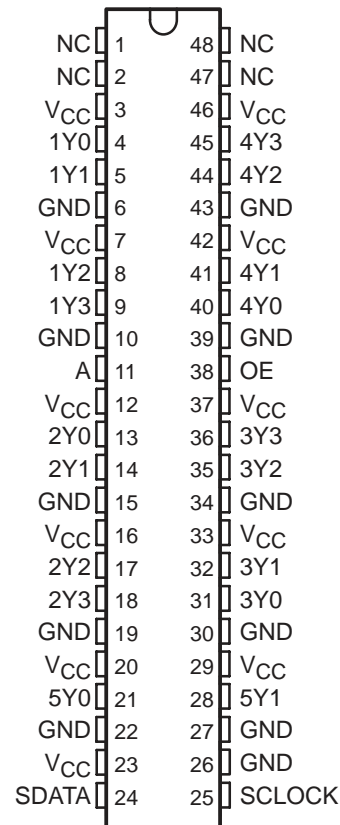 NC 1 48 NC
NC 2 47 NC
VCC 3 46 VCC
1Y0 4 45 4Y3
1Y1 5 44 4Y2
GND 6 43 GND
VCC 7 42 VCC
1Y2 8 41 4Y1
1Y3 9 40 4Y0
GND 10 39 GND
A 11 38 OE
VCC 12 37 VCC
2Y0 13 36 3Y3
2Y1 14 35 3Y2
GND 15 34 GND
VCC 16 33 VCC
2Y2 17 32 3Y1
2Y3 18 31 3Y0
GND 19 30 GND
VCC 20 29 VCC
5Y0 21 28 5Y1
GND 22 27 GND
VCC 23 26 GND
SDATA 24 25 SCLOCK